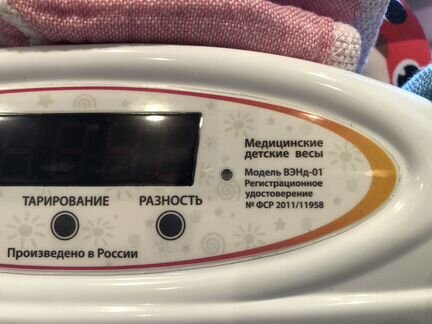 Медицинские
детские весы
Модель ВЭНд-01
Регистрационное
удостоверение
№ ФСР 2011/11958
ТАРИРОВАНИЕ РАЗНОСТЬ
Произведено в России